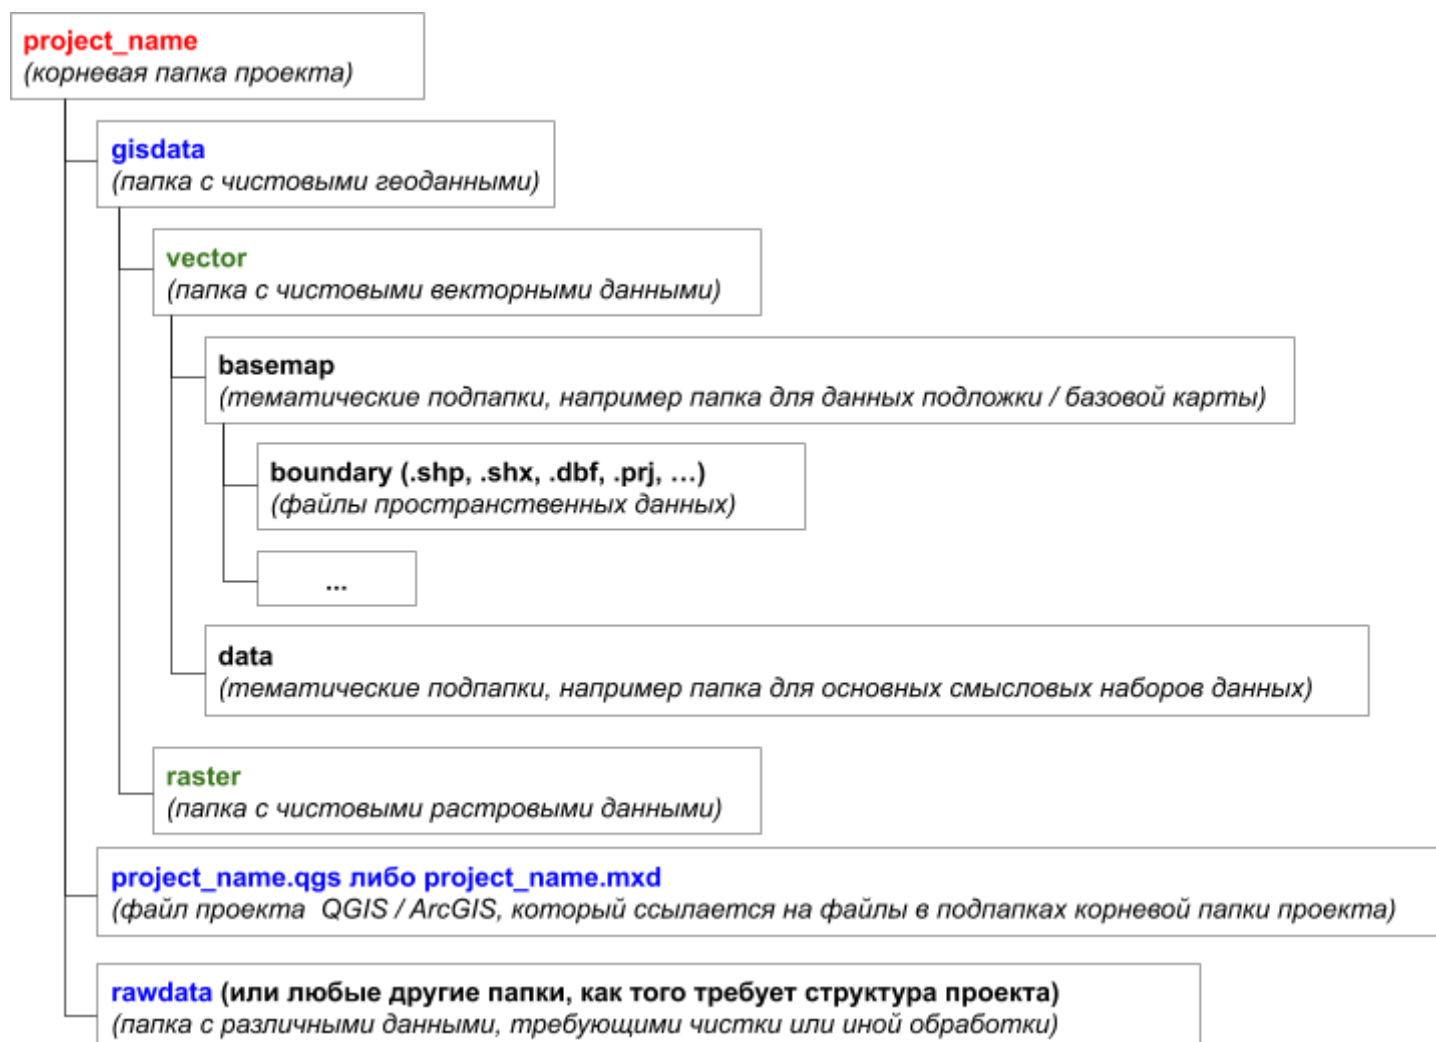 project_name
(корневая папка проекта)
gisdata
(папка с чистовыми геоданными)
vector
(папка с чистовыми векторными данными)
basemap
(тематические подпапки, например папка для данных подложки / базовой карты)
boundary (.shp, .shx, .dbf, .prj, …)
(файлы пространственных данных)
...
data
(тематические подпапки, например папка для основных смысловых наборов данных)
raster
(папка с чистовыми растровыми данными)
project_name.qgs либо project_name.mxd
(файл проекта  QGIS / ArcGIS, который ссылается на файлы в подпапках корневой папки проекта)
rawdata (или любые другие папки, как того требует структура проекта)
(папка с различными данными, требующими чистки или иной обработки)